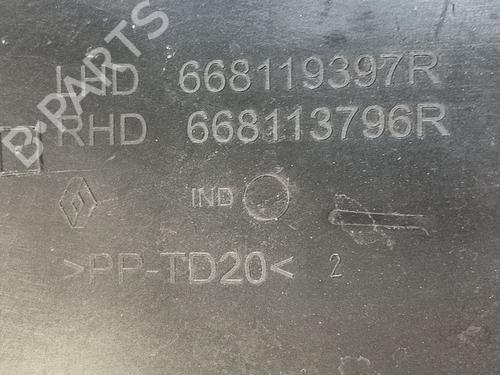 LHD 668119397R
RHD 668113796R
IND
>PP-TD20< 2
B-PARTS